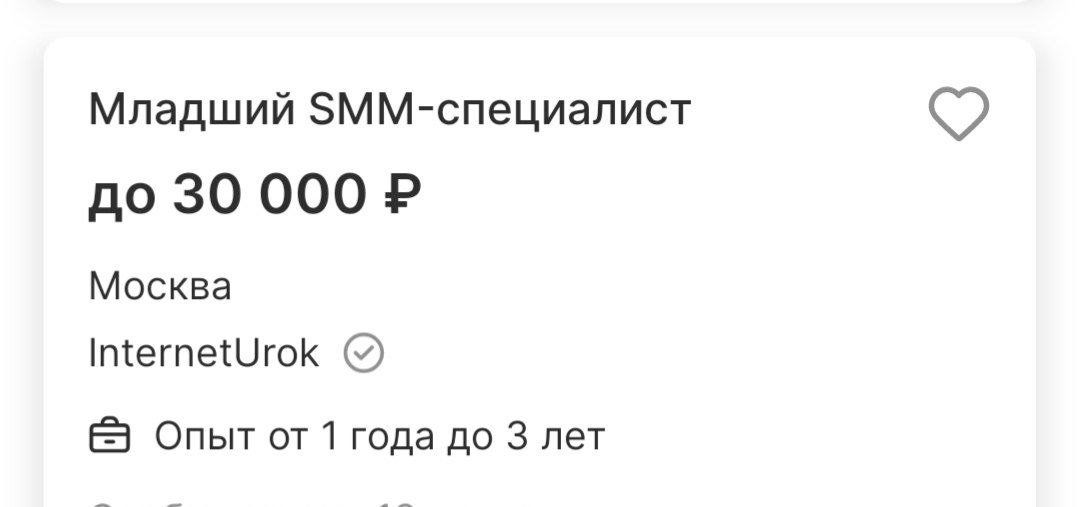 Младший SMM-специалист
до 30 000 ₽
Москва
InternetUrok
Опыт от 1 года до 3 лет